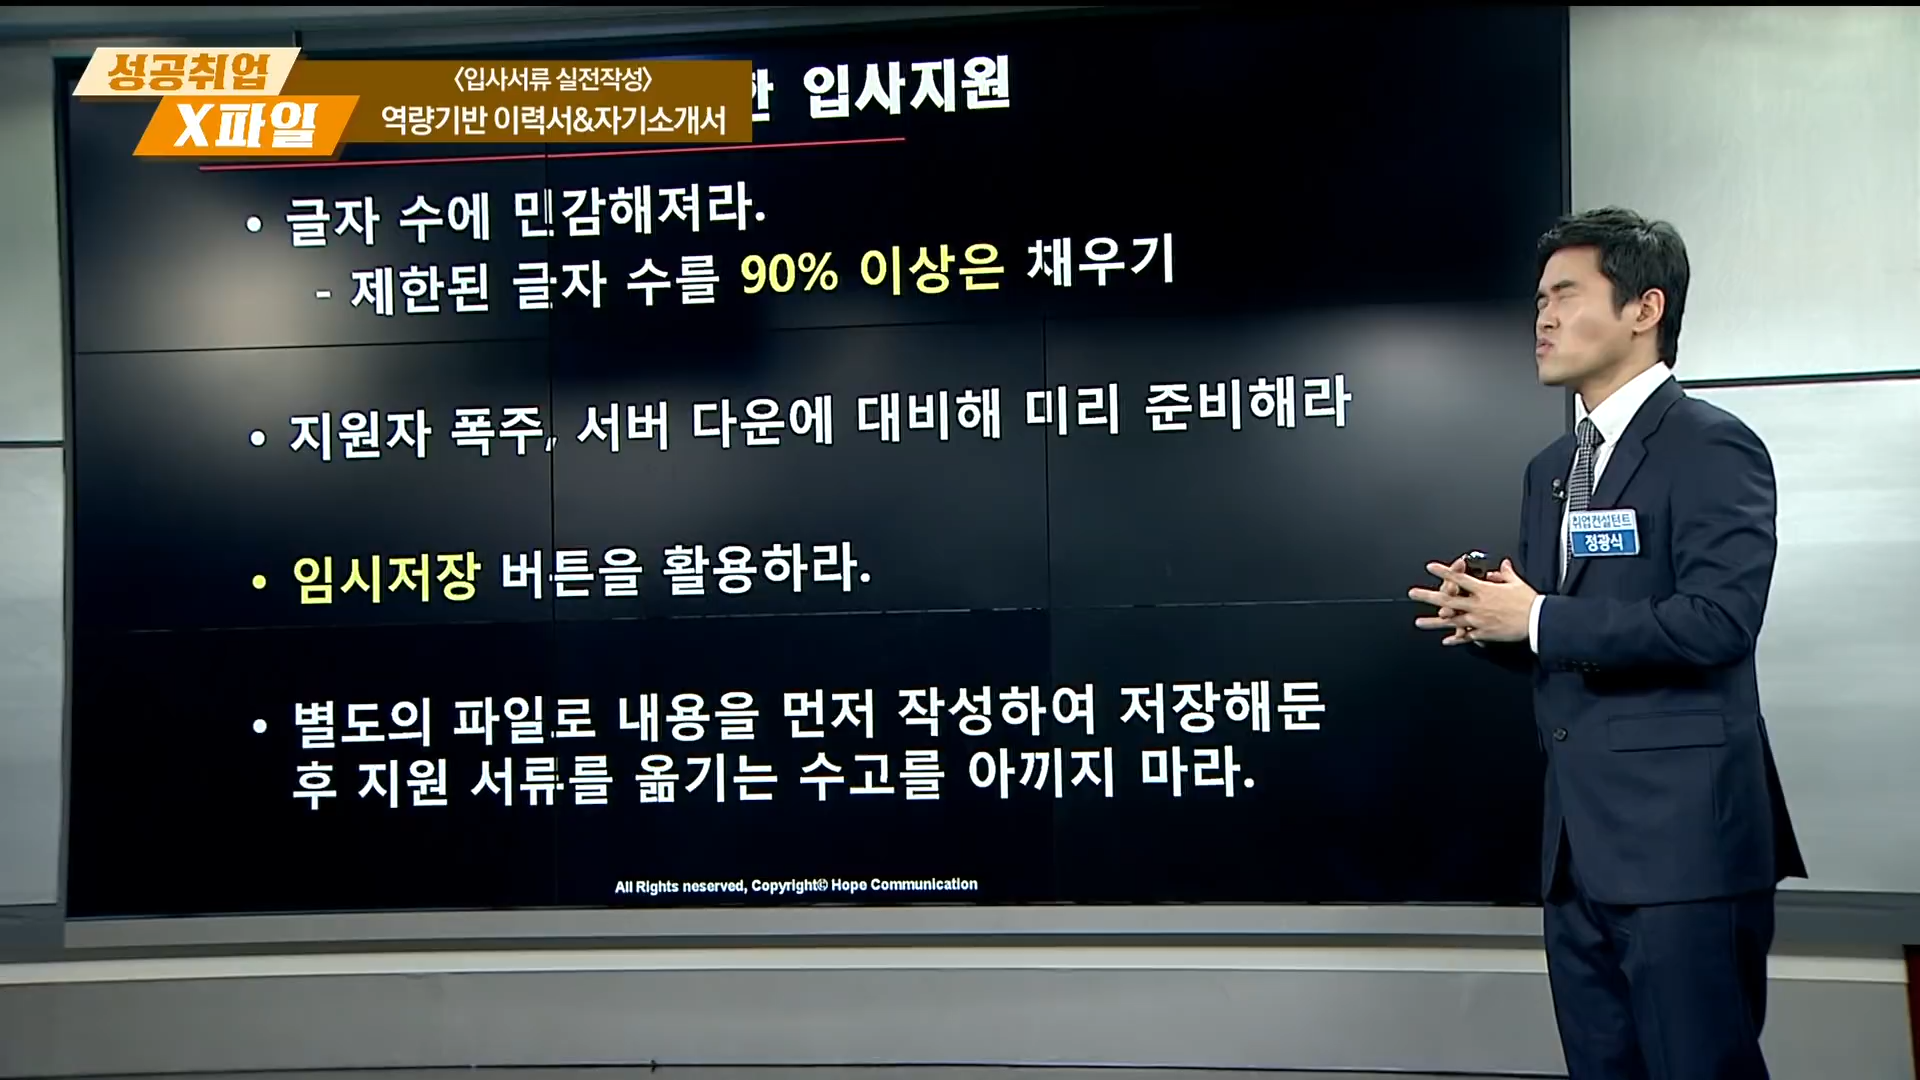 성공취업
X파일
<입사서류 실전작성>
역량기반 이력서&자기소개서
입사지원
• 글자 수에 민감해져라.
- 제한된 글자 수를 90% 이상은 채우기
• 지원자 폭주, 서버 다운에 대비해 미리 준비해라
• 임시저장 버튼을 활용하라.
• 별도의 파일로 내용을 먼저 작성하여 저장해둔
후 지원 서류를 옮기는 수고를 아끼지 마라.
All Rights neserved, Copyright© Hope Communication
취업컨설턴트
정광식